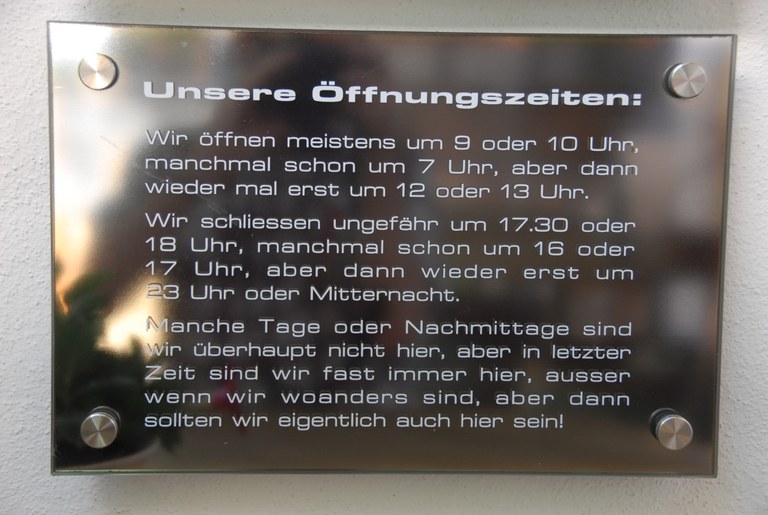 Unsere Öffnungszeiten:
Wir öffnen meistens um 9 oder 10 Uhr,
manchmal schon um 7 Uhr, aber dann
wieder mal erst um 12 oder 13 Uhr.
Wir schliessen ungefähr um 17.30 oder
18 Uhr, manchmal schon um 16 oder
17 Uhr, aber dann wieder erst um
23 Uhr oder Mitternacht.
Manche Tage oder Nachmittage sind
wir überhaupt nicht hier, aber in letzter
Zeit sind wir fast immer hier, ausser
wenn wir woanders sind, aber dann
sollten wir eigentlich auch hier sein!